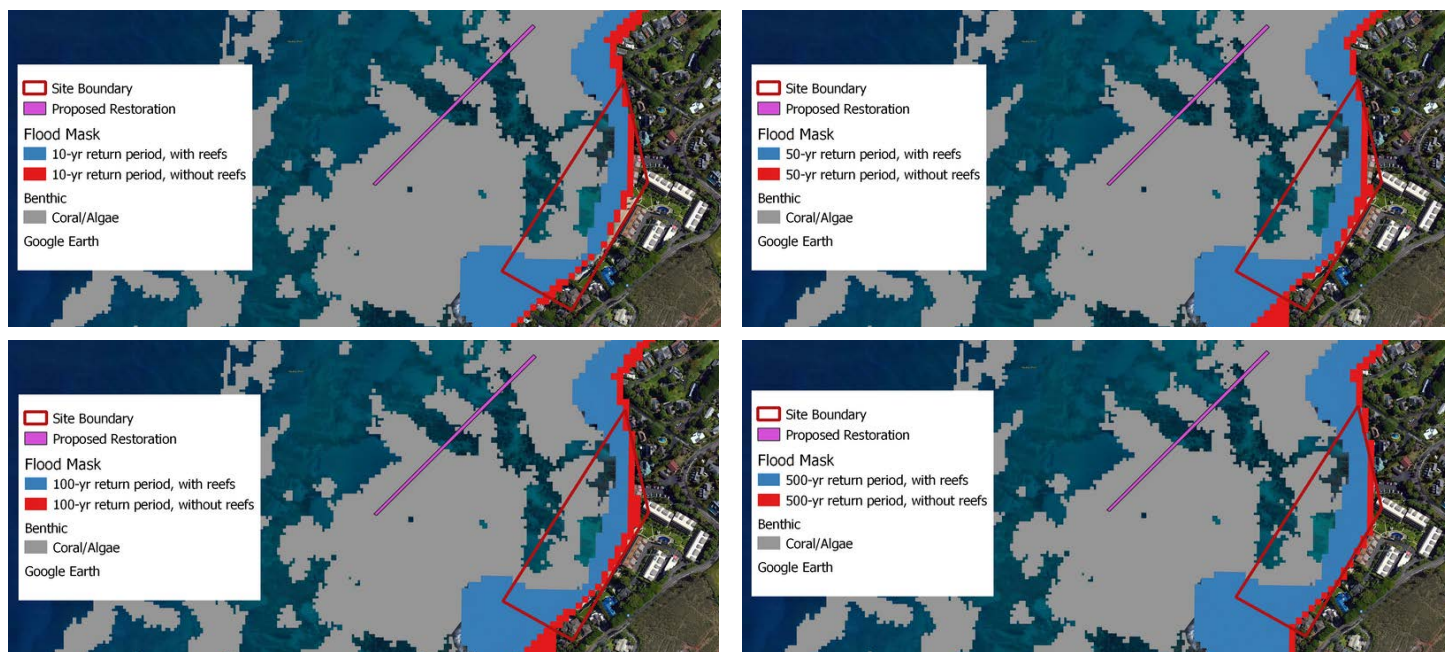 Site Boundary
Proposed Restoration
Flood Mask
10-yr return period, with reefs
10-yr return period, without reefs
Benthic
Coral/Algae
Google Earth
Site Boundary
Proposed Restoration
Flood Mask
50-yr return period, with reefs
50-yr return period, without reefs
Benthic
Coral/Algae
Google Earth
Site Boundary
Proposed Restoration
Flood Mask
100-yr return period, with reefs
100-yr return period, without reefs
Benthic
Coral/Algae
Google Earth
Site Boundary
Proposed Restoration
Flood Mask
500-yr return period, with reefs
500-yr return period, without reefs
Benthic
Coral/Algae
Google Earth